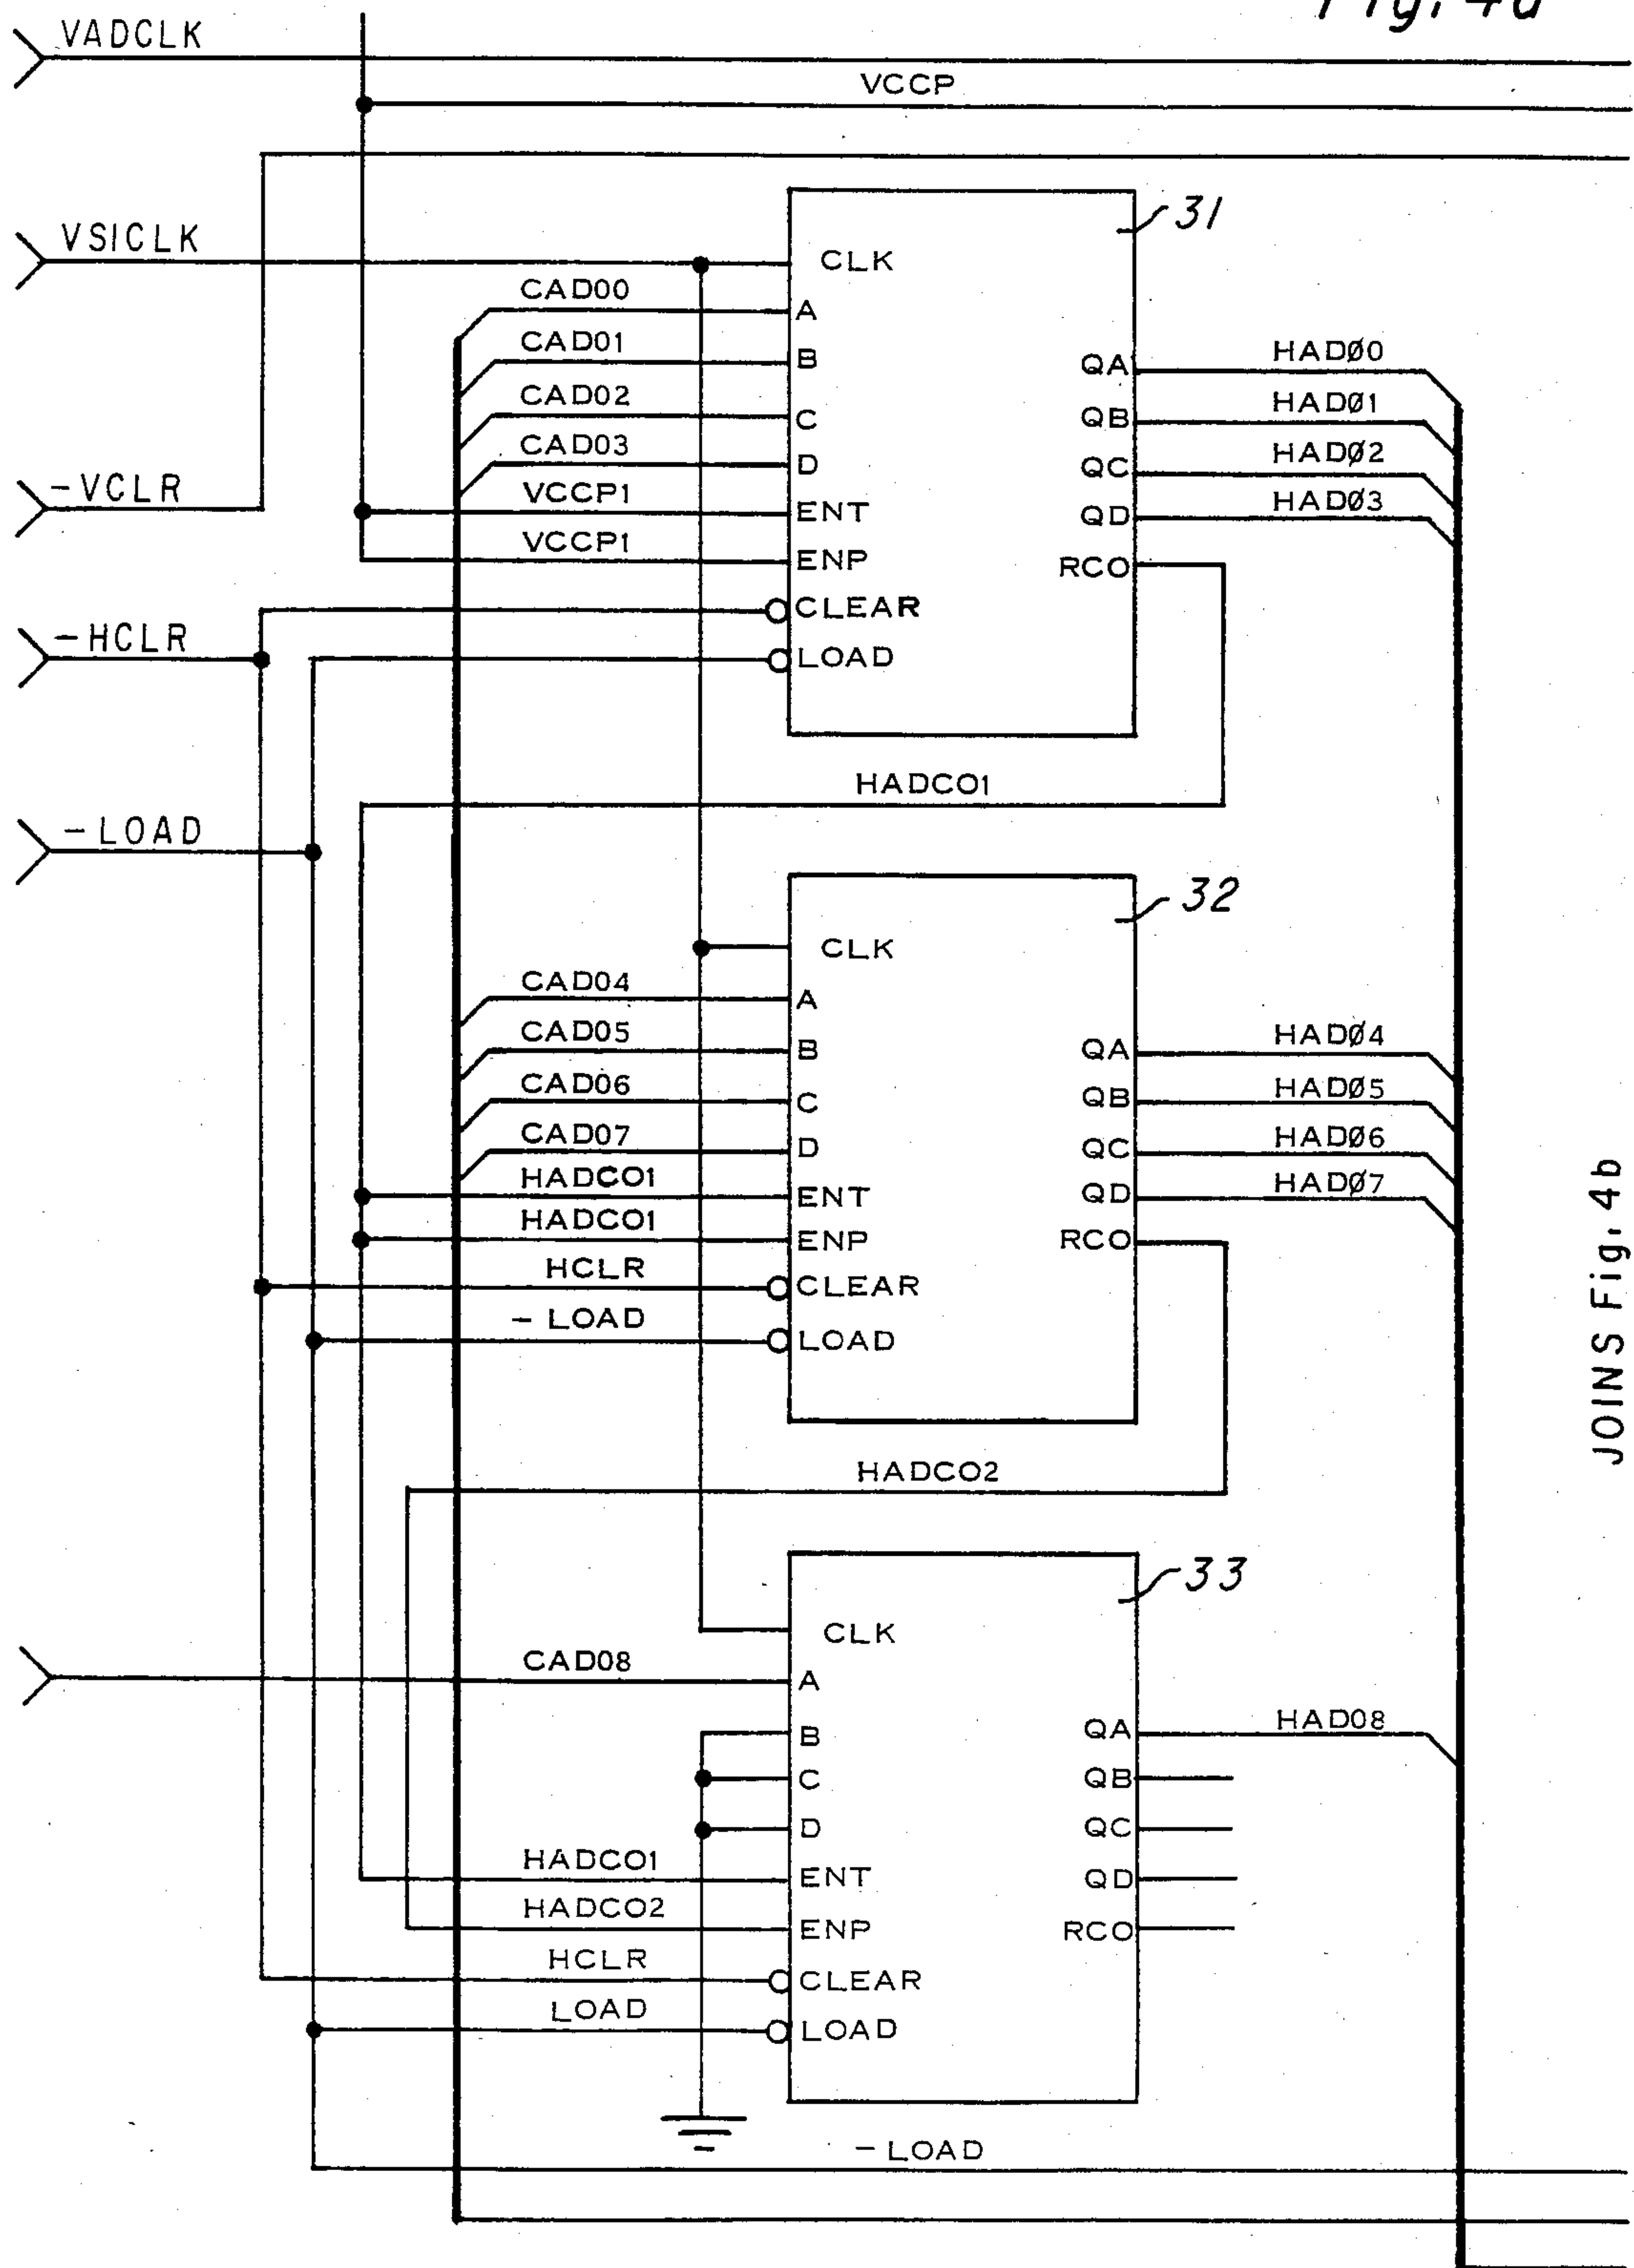 Fig. 4a
VADCLK
VCCP
VSICLK
-VCLR
-HCLR
-LOAD
31
CLK
CAD00
A
CAD01
B
CAD02
C
CAD03
D
VCCP1
ENT
VCCP1
ENP
CLEAR
LOAD
QA
HADØ0
QB
HADØ1
QC
HADØ2
QD
HADØ3
RCO
HADCO1
32
CLK
CAD04
A
CAD05
B
CAD06
C
CAD07
D
HADCO1
ENT
HADCO1
ENP
HCLR
CLEAR
- LOAD
LOAD
QA
HADØ4
QB
HADØ5
QC
HADØ6
QD
HADØ7
RCO
HADCO2
JOINS Fig. 4b
33
CLK
CAD08
A
B
C
D
HADCO1
ENT
HADCO2
ENP
HCLR
CLEAR
LOAD
LOAD
QA
HAD08
QB
QC
QD
RCO
- LOAD